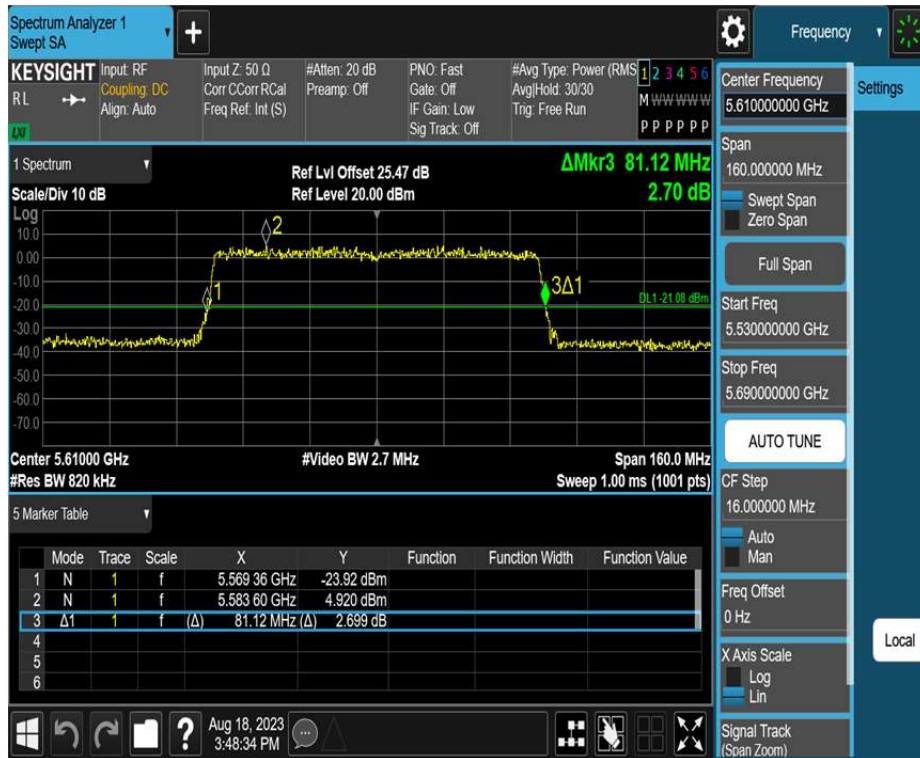 Spectrum Analyzer 1
Swept SA
+
Frequency
KEYSIGHT
Input: RF
Input Z: 50 Ω
#Atten: 20 dB
PNO: Fast
#Avg Type: Power (RMS
1 2 3 4 5 6
R L
Coupling: DC
Corr CCorr RCal
Preamp: Off
Gate: Off
Avg|Hold: 30/30
M W W W W W
Align: Auto
Freq Ref: Int (S)
IF Gain: Low
Trig: Free Run
Sig Track: Off
P P P P P P
LXI
Center Frequency
5.610000000 GHz
Settings
1 Spectrum
Ref Lvl Offset 25.47 dB
ΔMkr3 81.12 MHz
Scale/Div 10 dB
Ref Level 20.00 dBm
2.70 dB
Log
10.0
0.00
-10.0
-20.0
-30.0
-40.0
-50.0
-60.0
-70.0
2
1
3Δ1
DL1 -21.08 dBm
Center 5.61000 GHz
#Video BW 2.7 MHz
Span 160.0 MHz
#Res BW 820 kHz
Sweep 1.00 ms (1001 pts)
Span
160.000000 MHz
Swept Span
Zero Span
Full Span
Start Freq
5.530000000 GHz
Stop Freq
5.690000000 GHz
AUTO TUNE
CF Step
16.000000 MHz
Auto
Man
Freq Offset
0 Hz
X Axis Scale
Log
Lin
Signal Track
(Span Zoom)
Local
5 Marker Table
Mode Trace Scale X Y Function Function Width Function Value
1 N 1 f 5.569 36 GHz -23.92 dBm
2 N 1 f 5.583 60 GHz 4.920 dBm
3 Δ1 1 f (Δ) 81.12 MHz (Δ) 2.699 dB
4
5
6
?
Aug 18, 2023
3:48:34 PM